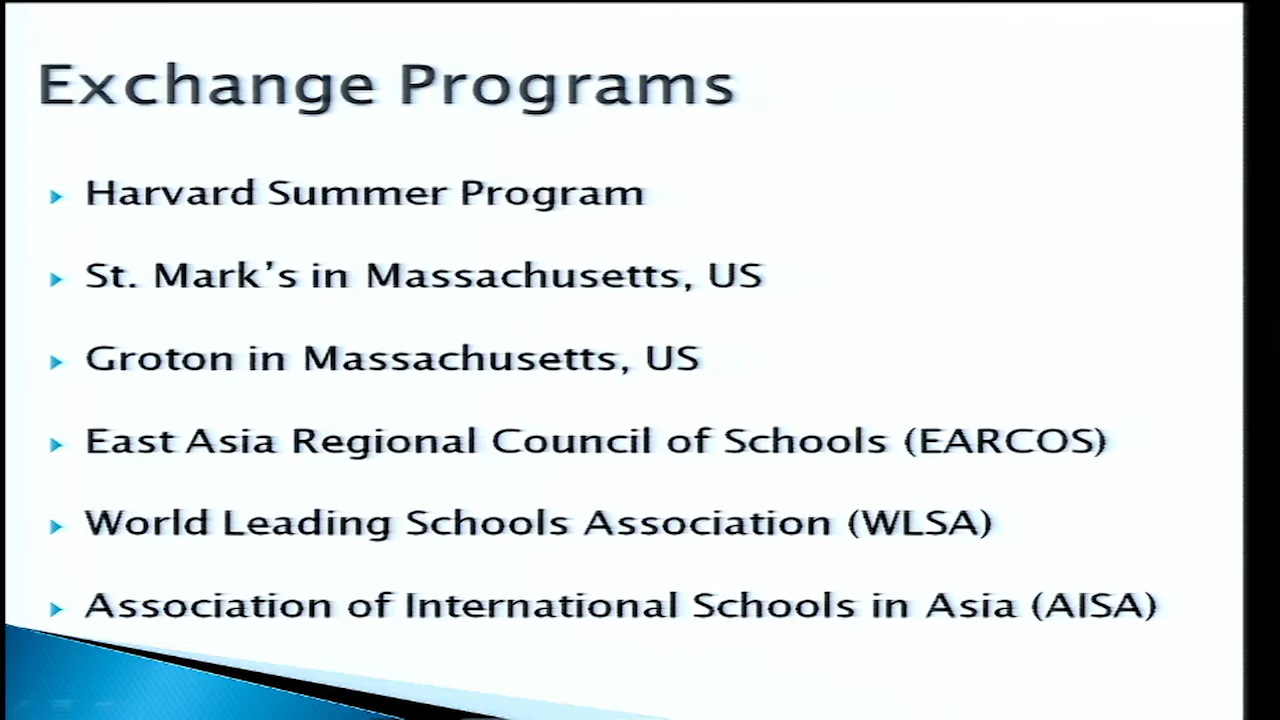 Exchange Programs
Harvard Summer Program
St. Mark's in Massachusetts, US
Groton in Massachusetts, US
East Asia Regional Council of Schools (EARCOS)
World Leading Schools Association (WLSA)
Association of International Schools in Asia (AISA)